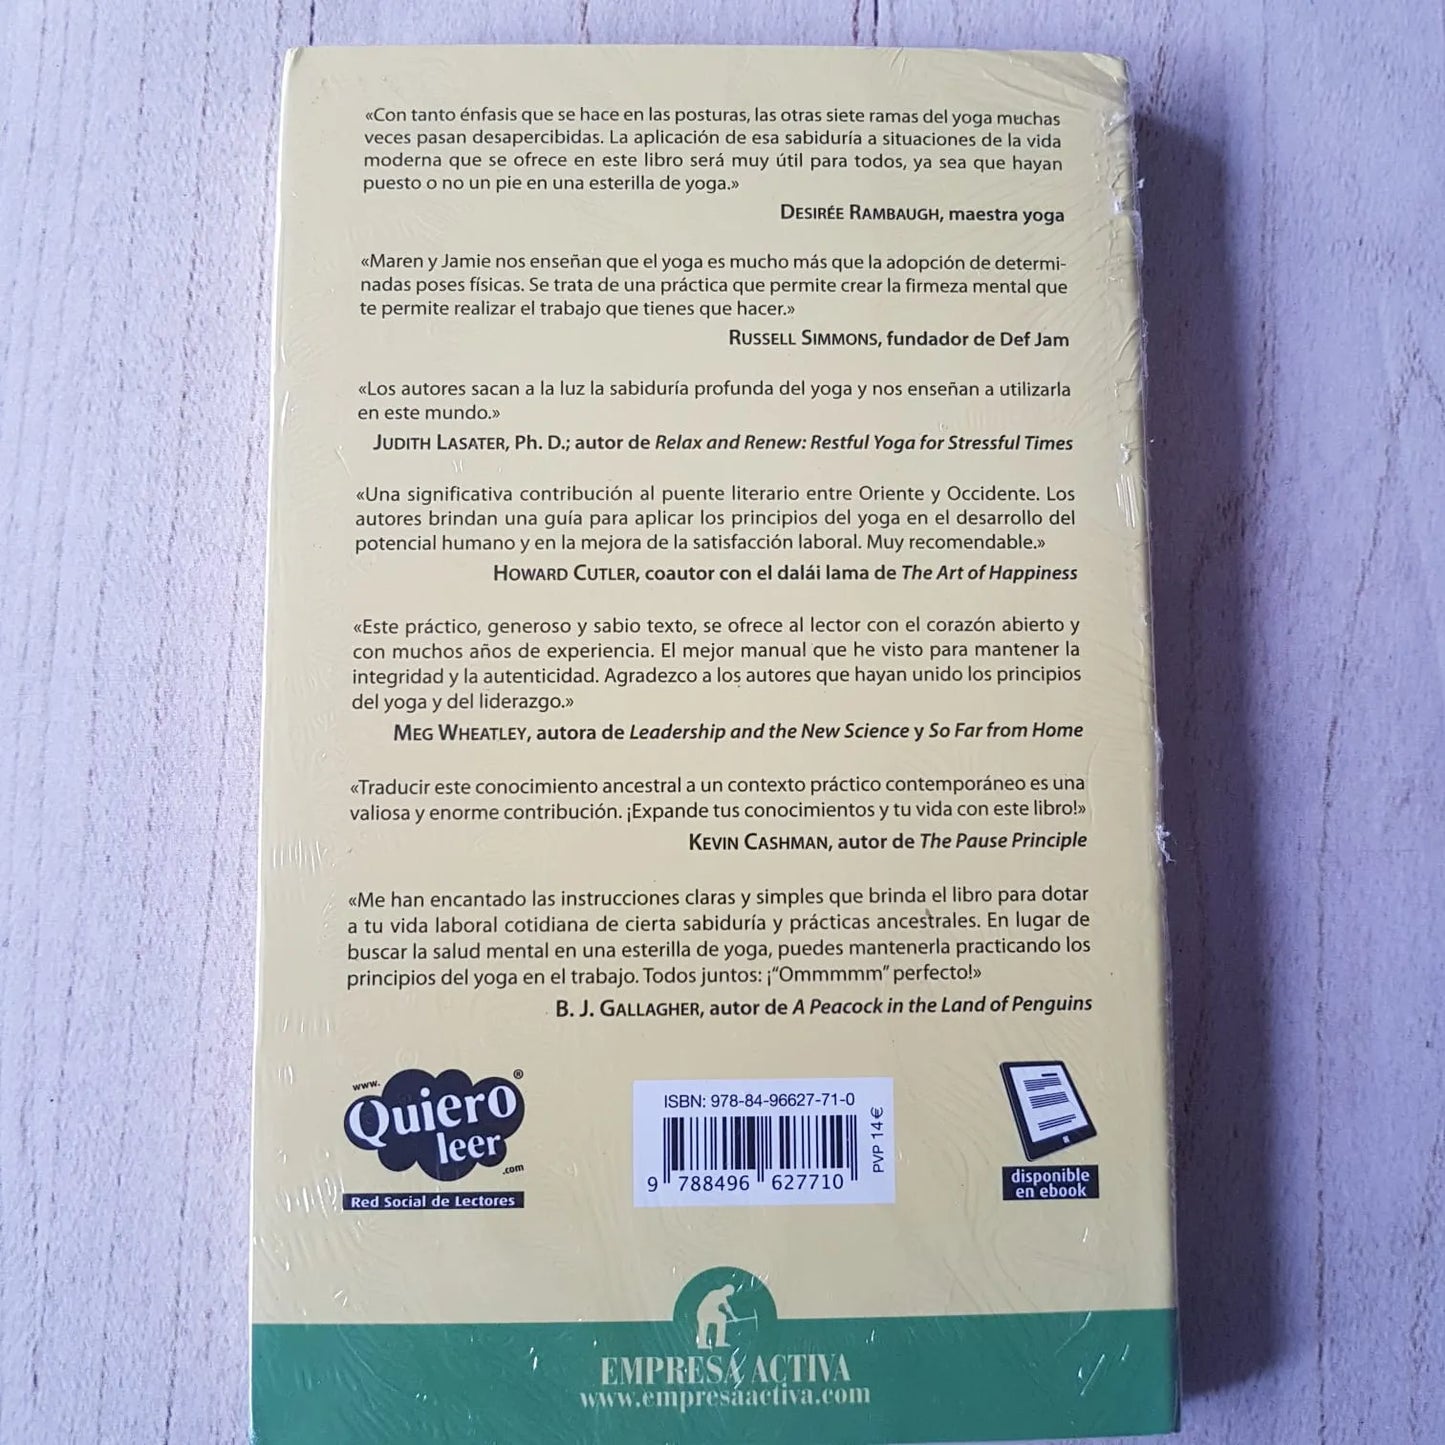 «Con tanto énfasis que se hace en las posturas, las otras siete ramas del yoga muchas
veces pasan desapercibidas. La aplicación de esa sabiduría a situaciones de la vida
moderna que se ofrece en este libro será muy útil para todos, ya sea que hayan
puesto o no un pie en una esterilla de yoga.»
DESIRÉE RAMBAUGH, maestra yoga
«Maren y Jamie nos enseñan que el yoga es mucho más que la adopción de determi-
nadas poses físicas. Se trata de una práctica que permite crear la firmeza mental que
te permite realizar el trabajo que tienes que hacer.»
RUSSELL SIMMONS, fundador de Def Jam
«Los autores sacan a la luz la sabiduría profunda del yoga y nos enseñan a utilizarla
en este mundo.»
JUDITH LASATER, Ph. D.; autor de Relax and Renew: Restful Yoga for Stressful Times
«Una significativa contribución al puente literario entre Oriente y Occidente. Los
autores brindan una guía para aplicar los principios del yoga en el desarrollo del
potencial humano y en la mejora de la satisfacción laboral. Muy recomendable.»
HOWARD CUTLER, coautor con el dalái lama de The Art of Happiness
«Este práctico, generoso y sabio texto, se ofrece al lector con el corazón abierto y
con muchos años de experiencia. El mejor manual que he visto para mantener la
integridad y la autenticidad. Agradezco a los autores que hayan unido los principios
del yoga y del liderazgo.»
MEG WHEATLEY, autora de Leadership and the New Science y So Far from Home
«Traducir este conocimiento ancestral a un contexto práctico contemporáneo es una
valiosa y enorme contribución. ¡Expande tus conocimientos y tu vida con este libro!»
KEVIN CASHMAN, autor de The Pause Principle
«Me han encantado las instrucciones claras y simples que brinda el libro para dotar
a tu vida laboral cotidiana de cierta sabiduría y prácticas ancestrales. En lugar de
buscar la salud mental en una esterilla de yoga, puedes mantenerla practicando los
principios del yoga en el trabajo. Todos juntos: ¡“Ommmmm” perfecto!»
B. J. GALLAGHER, autor de A Peacock in the Land of Penguins
www.
Quiero ®
leer
.com
Red Social de Lectores
ISBN: 978-84-96627-71-0
9 788496 627710
PVP 14€
disponible
en ebook
EMPRESA ACTIVA
www.empresaactiva.com